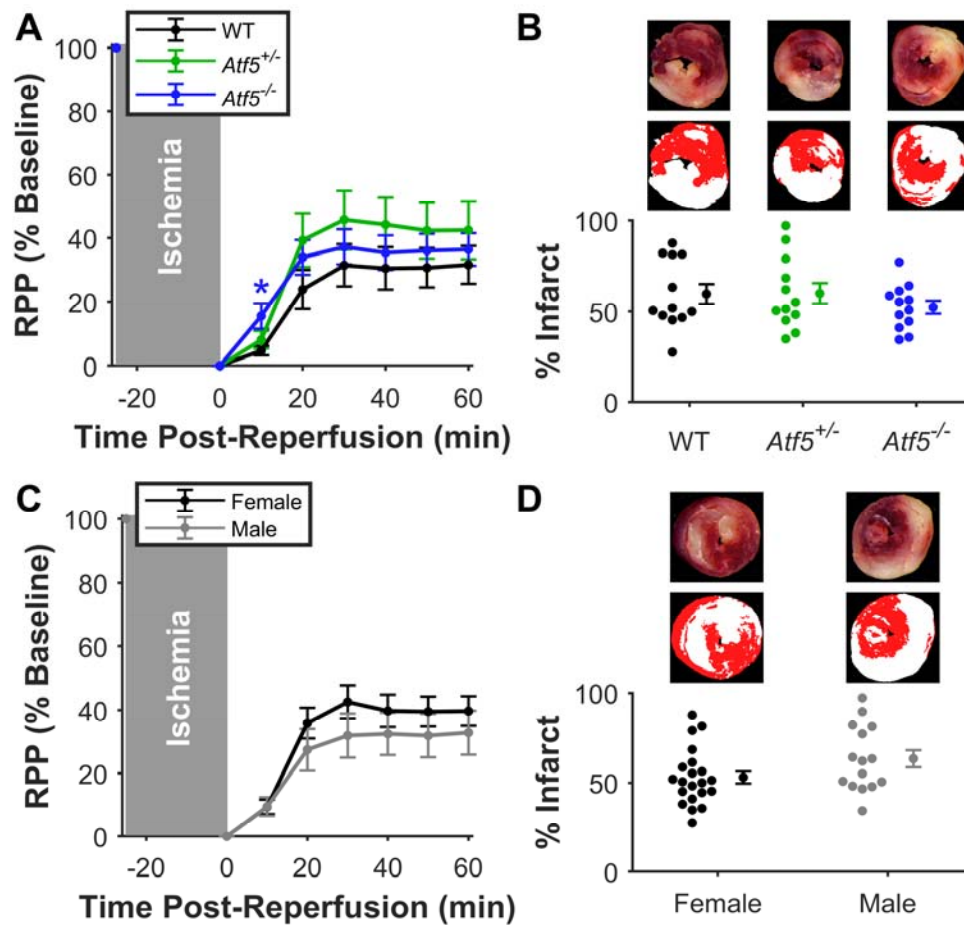 A
WT
Atf5+/-
Atf5-/-
100
80
60
40
20
0
RPP (% Baseline)
Ischemia
*
-20
0
20
40
60
Time Post-Reperfusion (min)
B
100
50
0
% Infarct
WT
Atf5+/-
Atf5-/-
C
Female
Male
100
80
60
40
20
0
RPP (% Baseline)
Ischemia
-20
0
20
40
60
Time Post-Reperfusion (min)
D
100
50
0
% Infarct
Female
Male